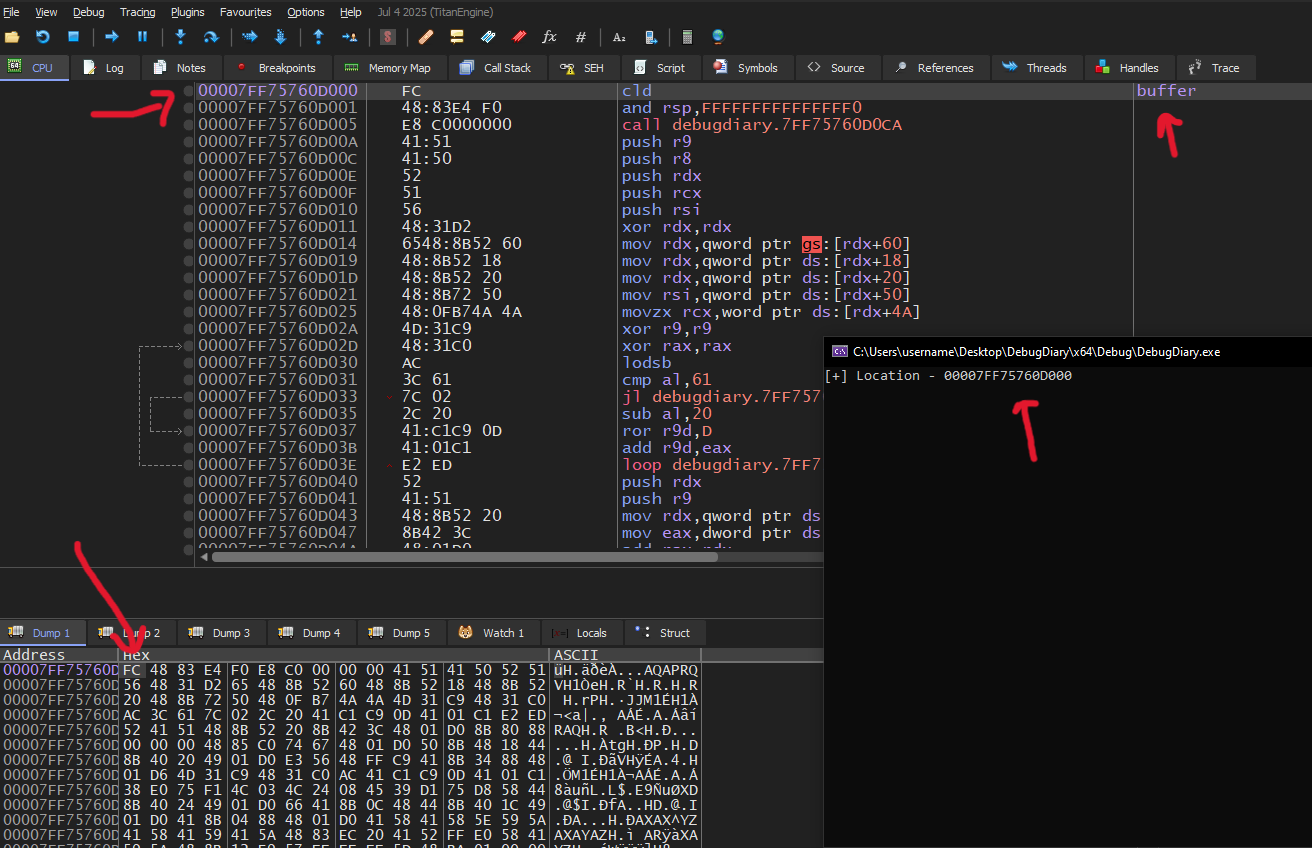 File View Debug Tracing Plugins Favourites Options Help Jul 4 2025 (TitanEngine)
CPU Log Notes Breakpoints Memory Map Call Stack SEH Script Symbols Source References Threads Handles Trace
00007FF75760D000 FC cld buffer
00007FF75760D001 48:83E4 F0 and rsp,FFFFFFFFFFFFFFF0
00007FF75760D005 E8 C0000000 call debugdiary.7FF75760D0CA
00007FF75760D00A 41:51 push r9
00007FF75760D00C 41:50 push r8
00007FF75760D00E 52 push rdx
00007FF75760D00F 51 push rcx
00007FF75760D010 56 push rsi
00007FF75760D011 48:31D2 xor rdx,rdx
00007FF75760D014 6548:8B52 60 mov rdx,qword ptr gs:[rdx+60]
00007FF75760D019 48:8B52 18 mov rdx,qword ptr ds:[rdx+18]
00007FF75760D01D 48:8B52 20 mov rdx,qword ptr ds:[rdx+20]
00007FF75760D021 48:8B72 50 mov rsi,qword ptr ds:[rdx+50]
00007FF75760D025 48:0FB74A 4A movzx rcx,word ptr ds:[rdx+4A]
00007FF75760D02A 4D:31C9 xor r9,r9
00007FF75760D02D 48:31C0 xor rax,rax
00007FF75760D030 AC lodsb
00007FF75760D031 3C 61 cmp al,61
00007FF75760D033 7C 02 jl debugdiary.7FF757
00007FF75760D035 2C 20 sub al,20
00007FF75760D037 41:C1C9 0D ror r9d,D
00007FF75760D03B 41:01C1 add r9d,eax
00007FF75760D03E E2 ED loop debugdiary.7FF7
00007FF75760D040 52 push rdx
00007FF75760D041 41:51 push r9
00007FF75760D043 48:8B52 20 mov rdx,qword ptr ds
00007FF75760D047 8B42 3C mov eax,dword ptr ds
00007FF75760D04A 48:01D0 add rax,rdx
C:\Users\username\Desktop\DebugDiary\x64\Debug\DebugDiary.exe
[+] Location - 00007FF75760D000
Dump 1 Dump 2 Dump 3 Dump 4 Dump 5 Watch 1 Locals Struct
Address Hex ASCII
00007FF75760D FC 48 83 E4 F0 E8 C0 00 00 00 41 51 41 50 52 51 üH.äðèÀ...AQAPRQ
00007FF75760D 56 48 31 D2 65 48 8B 52 60 48 8B 52 18 48 8B 52 VH1ÒeH.R`H.R.H.R
00007FF75760D 20 48 8B 72 50 48 0F B7 4A 4A 4D 31 C9 48 31 C0 H.rPH.·JJM1ÉH1À
00007FF75760D AC 3C 61 7C 02 2C 20 41 C1 C9 0D 41 01 C1 E2 ED ¬<a|., AÁÉ.A.Áâí
00007FF75760D 52 41 51 48 8B 52 20 8B 42 3C 48 01 D0 8B 80 88 RAQH.R .B<H.Ð...
00007FF75760D 00 00 00 48 85 C0 74 67 48 01 D0 50 8B 48 18 44 ...H.ÀtgH.ÐP.H.D
00007FF75760D 8B 40 20 49 01 D0 E3 56 48 FF C9 41 8B 34 88 48 .@ I.ÐãVHÿÉA.4.H
00007FF75760D 01 D6 4D 31 C9 48 31 C0 AC 41 C1 C9 0D 41 01 C1 .ÖM1ÉH1À¬AÁÉ.A.Á
00007FF75760D 38 E0 75 F1 4C 03 4C 24 08 45 39 D1 75 D8 58 44 8àuñL.L$.E9ÑuØXD
00007FF75760D 8B 40 24 49 01 D0 66 41 8B 0C 48 44 8B 40 1C 49 .@$I.ÐfA..HD.@.I
00007FF75760D 01 D0 41 8B 04 88 48 01 D0 41 58 41 58 5E 59 5A .ÐA...H.ÐAXAX^YZ
00007FF75760D 41 58 41 59 41 5A 48 83 EC 20 41 52 FF E0 58 41 AXAYAZH.ì ARÿàXA